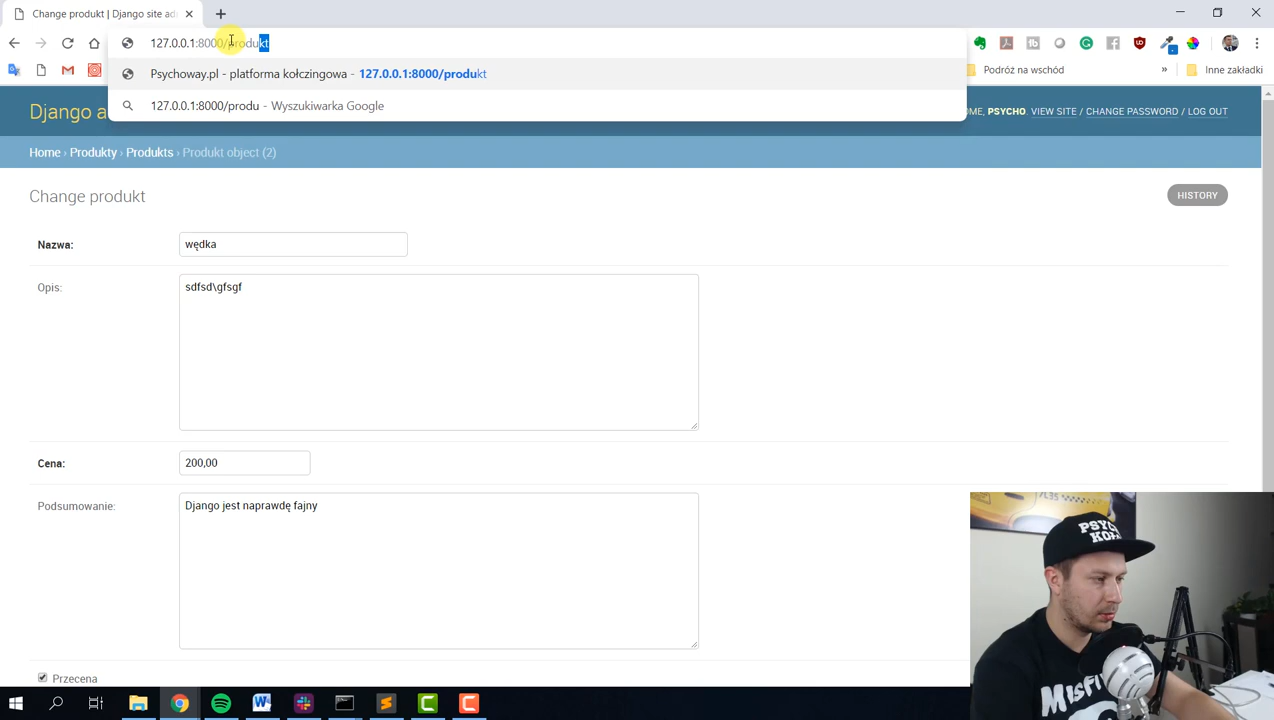 Change produkt | Django site ad
127.0.0.1:8000/produkt
Psychoway.pl - platforma kołczingowa - 127.0.0.1:8000/produkt
127.0.0.1:8000/produ - Wyszukiwarka Google
Podróż na wschód
»
Inne zakładki
Django a
OME, PSYCHO. VIEW SITE / CHANGE PASSWORD / LOG OUT
Home › Produkty › Produkts › Produkt object (2)
Change produkt
HISTORY
Nazwa:
wędka
Opis:
sdfsd\gfsgf
Cena:
200,00
Podsumowanie:
Django jest naprawdę fajny
Przecena